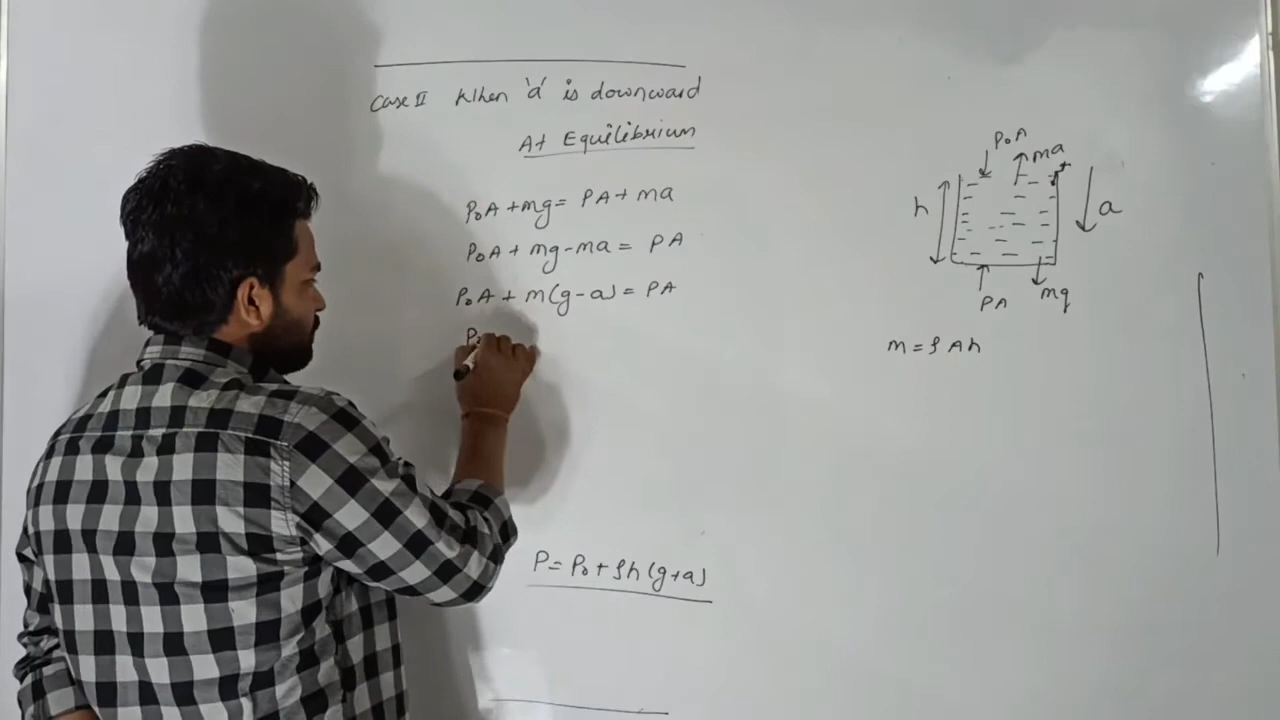 Case II When 'a' is downward
At Equilibrium
P₀A + mg = PA + ma
P₀A + mg - ma = PA
P₀A + m(g - a) = PA
P₀
P = P₀ + ρh(g+a)
P₀A
ma
h
a
PA
mg
m = ρAh